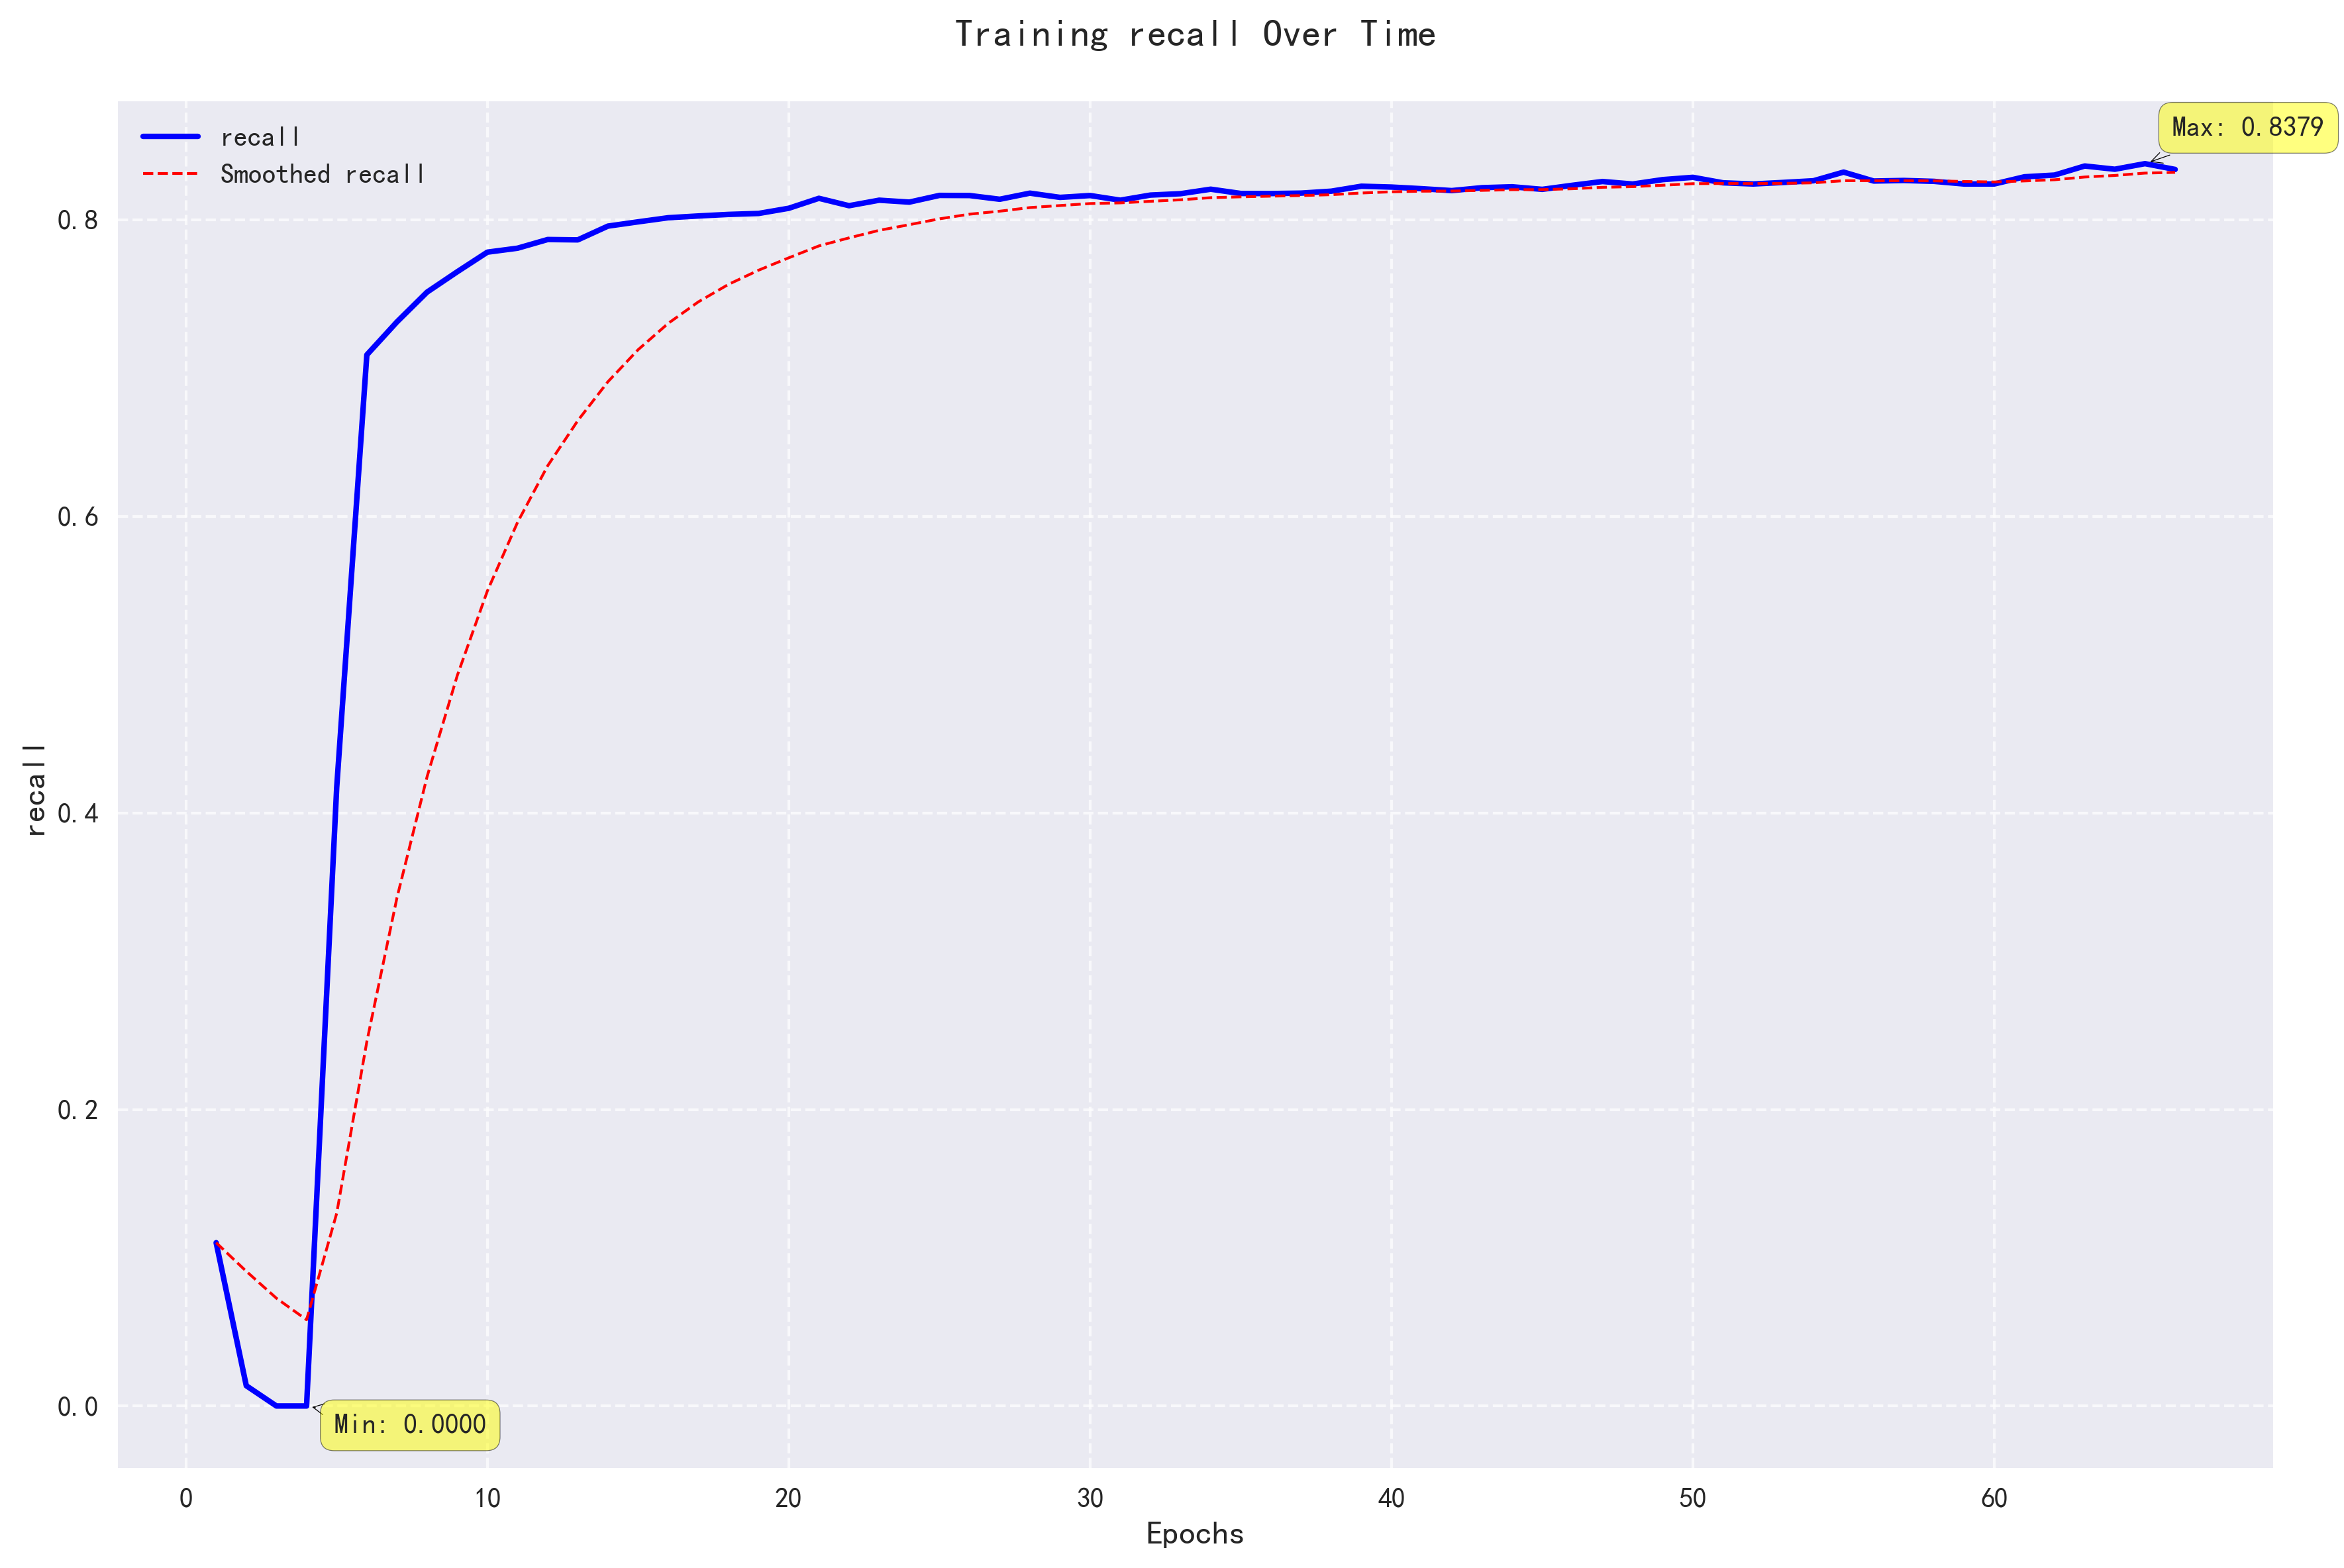 Training recall Over Time
recall
Smoothed recall
Max: 0.8379
0.8
0.6
0.4
0.2
0.0
recall
Min: 0.0000
0 10 20 30 40 50 60
Epochs